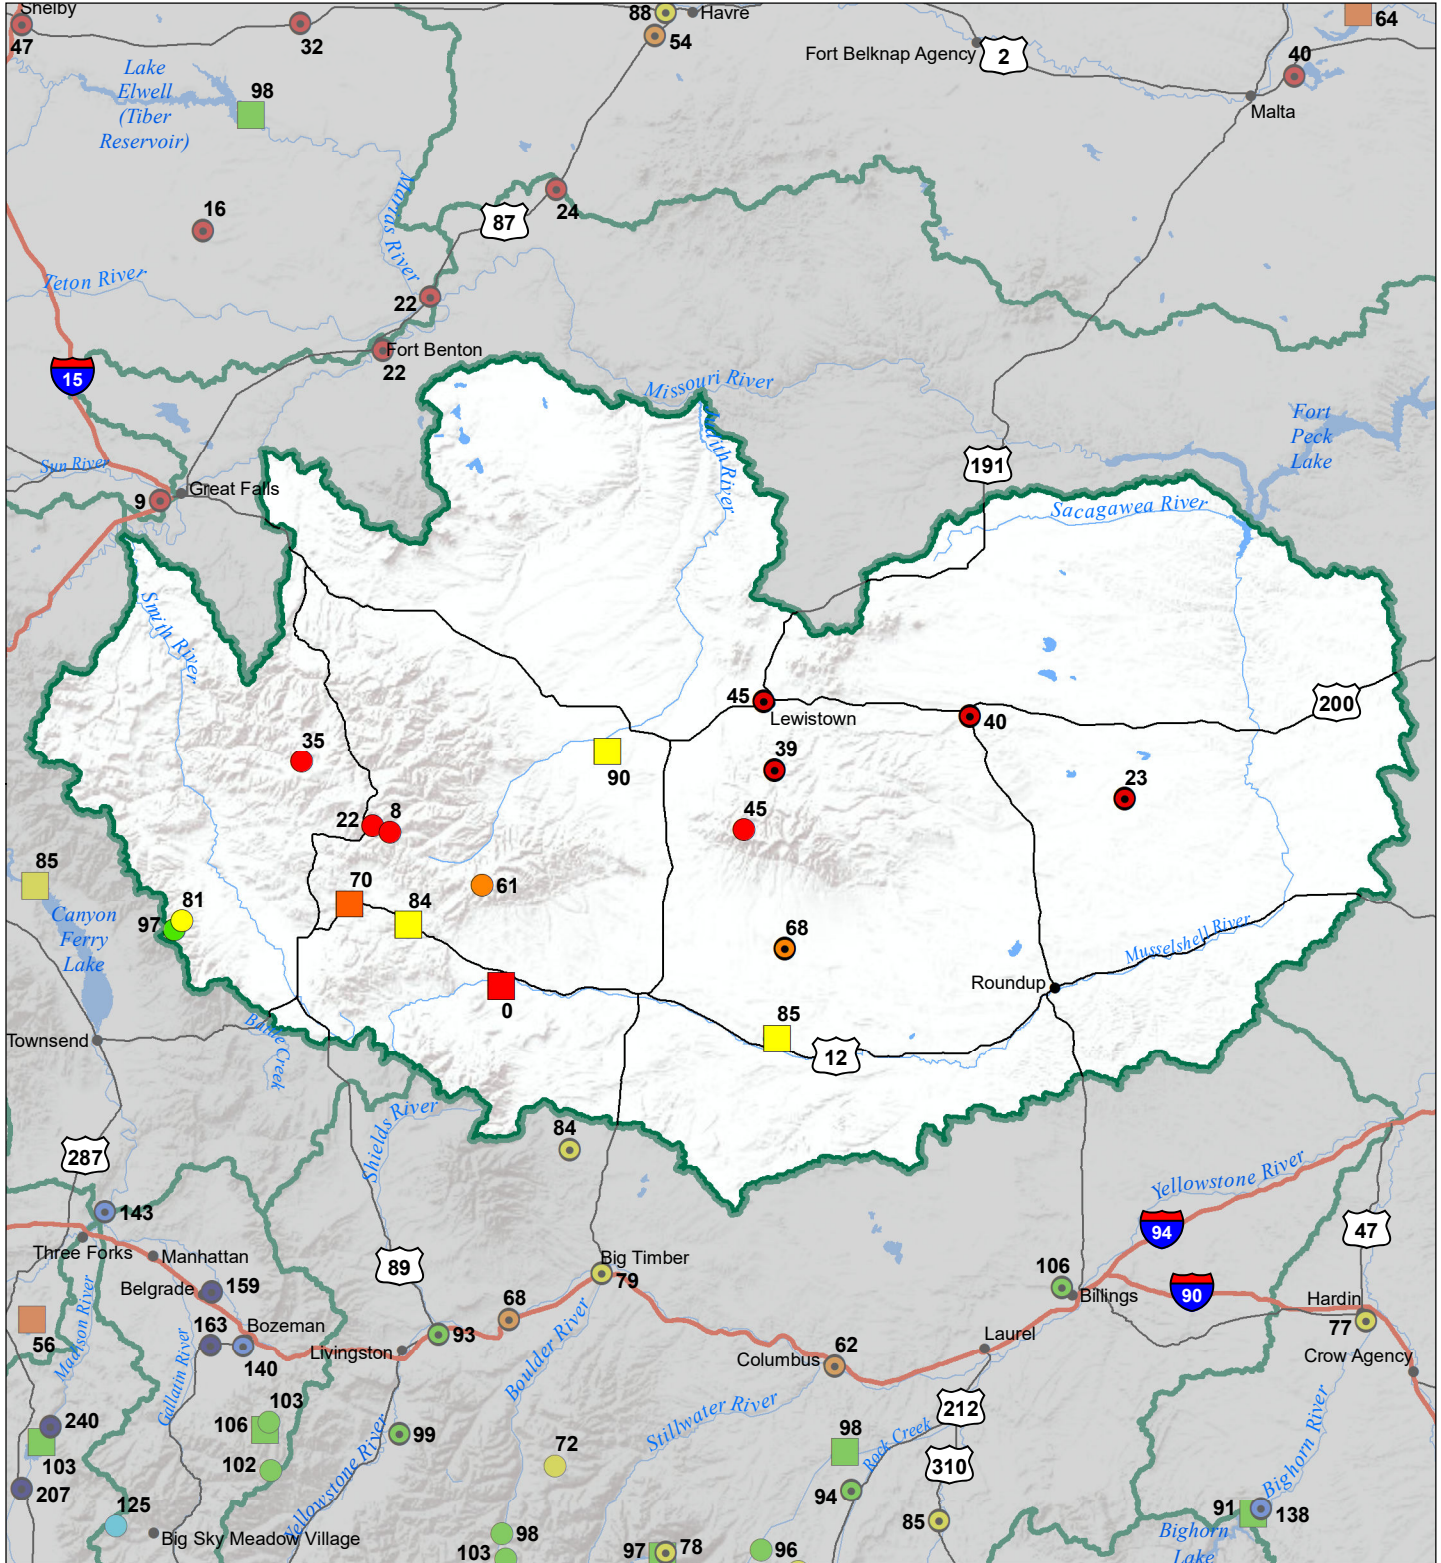 Shelby
47
32
88
Havre
54
Fort Belknap Agency
2
64
40
Malta
Lake
Elwell
(Tiber
Reservoir)
98
Marias River
16
87
24
Teton River
22
Fort Benton
22
15
Missouri River
Judith River
Fort
Peck
Lake
Sun River
Great Falls
9
191
Sacagawea River
Smith River
200
45
Lewistown
40
35
90
39
23
22
8
45
85
Canyon
Ferry
Lake
70
84
61
81
97
68
Musselshell River
Roundup
0
85
12
Townsend
Battle Creek
Shields River
84
287
143
Three Forks
Manhattan
Belgrade
159
89
Big Timber
79
Yellowstone River
94
47
106
Billings
90
Hardin
77
Crow Agency
56
Madison River
163
Bozeman
140
Gallatin River
Livingston
93
68
Boulder River
Columbus
62
Laurel
212
240
103
207
103
106
102
99
72
Stillwater River
98
Rock Creek
310
94
85
Bighorn River
125
Big Sky Meadow Village
Yellowstone River
98
103
97
78
96
91
138
Bighorn
Lake